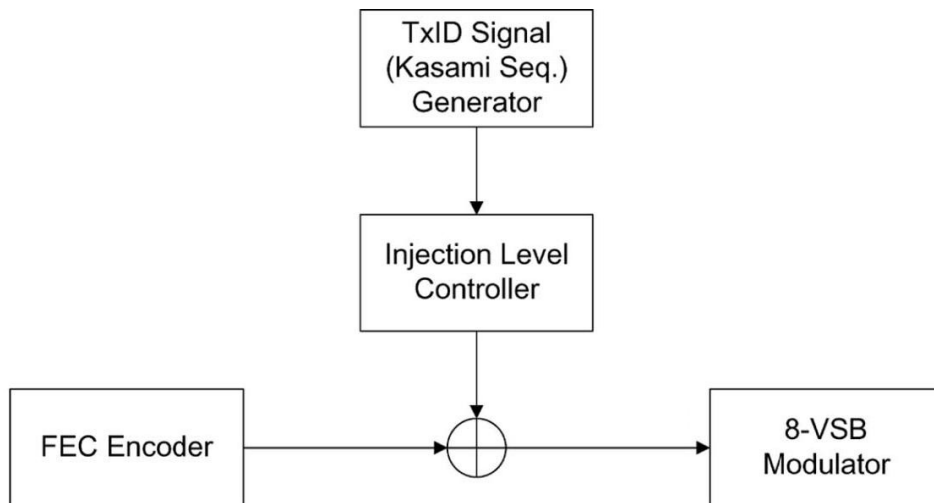 TxID Signal
(Kasami Seq.)
Generator
Injection Level
Controller
FEC Encoder
8-VSB
Modulator